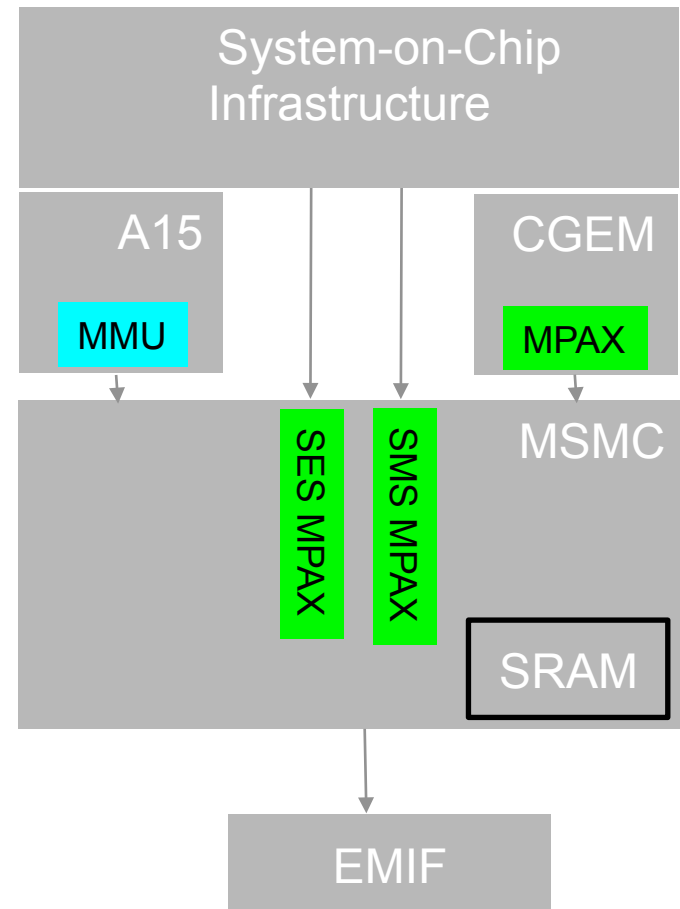 System-on-Chip
Infrastructure
A15
CGEM
MMU
MPAX
MSMC
SES MPAX
SMS MPAX
SRAM
EMIF